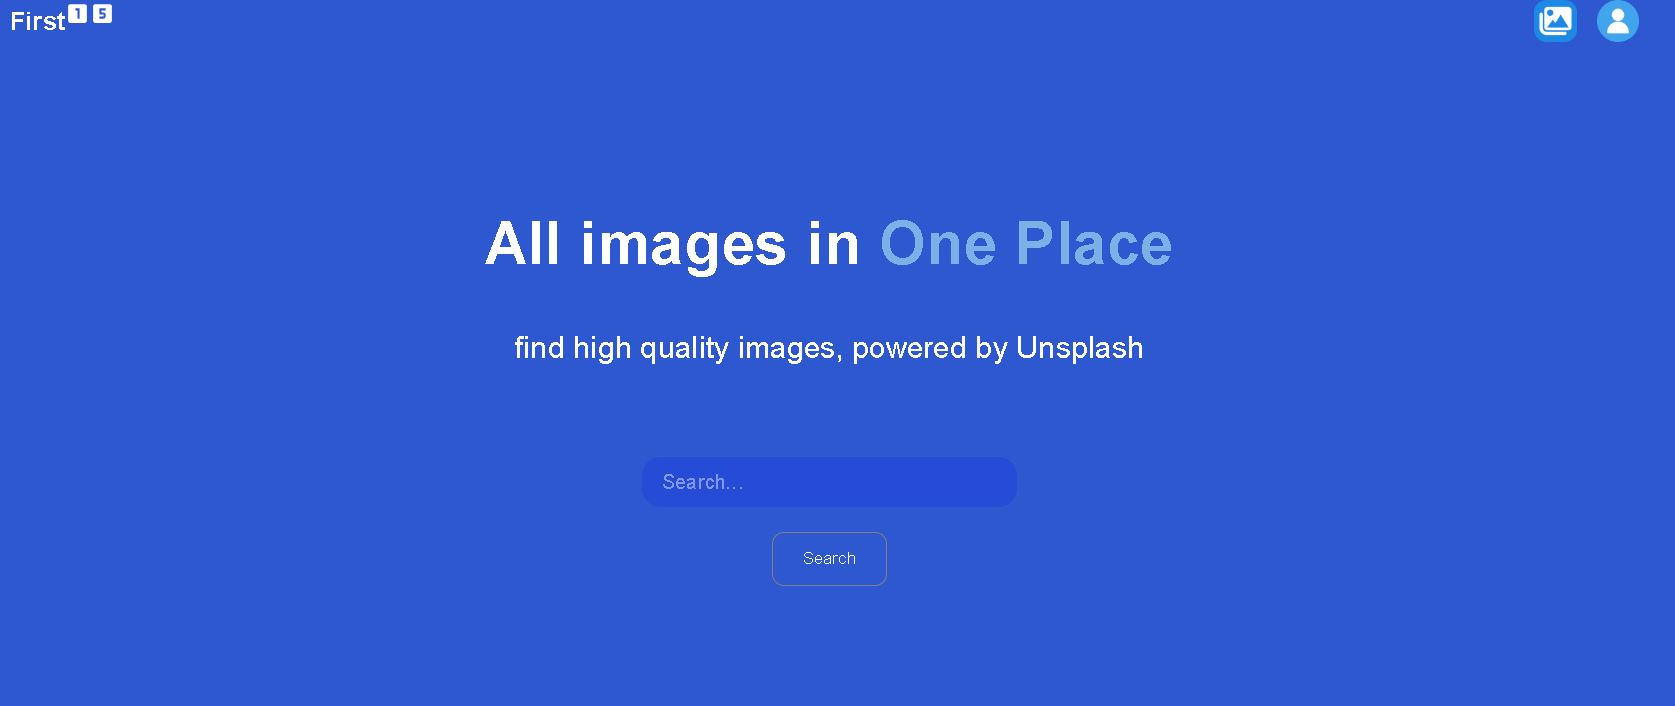 First 1 5
All images in One Place
find high quality images, powered by Unsplash
Search...
Search